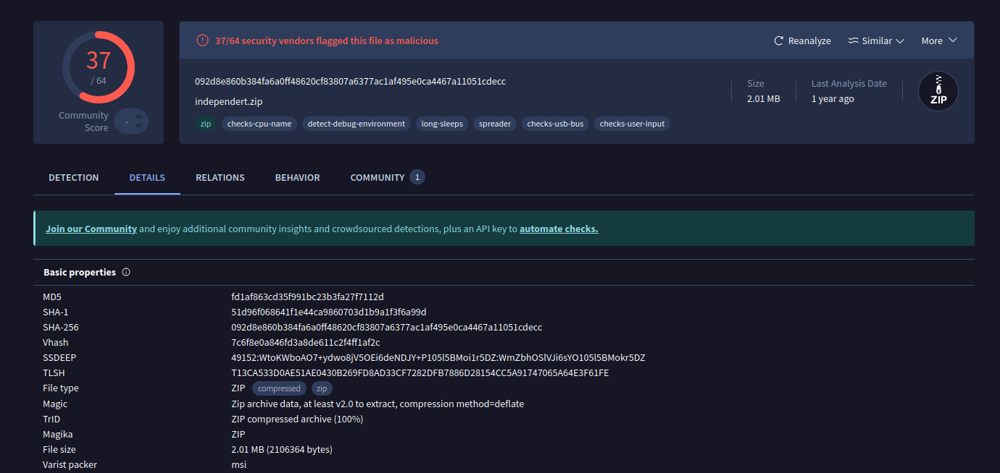 37
/ 64
Community
Score
-
37/64 security vendors flagged this file as malicious
Reanalyze
Similar
More
092d8e860b384fa6a0ff48620cf83807a6377ac1af495e0ca4467a11051cdecc
independert.zip
zip checks-cpu-name detect-debug-environment long-sleeps spreader checks-usb-bus checks-user-input
Size
2.01 MB
Last Analysis Date
1 year ago
ZIP
DETECTION DETAILS RELATIONS BEHAVIOR COMMUNITY 1
Join our Community and enjoy additional community insights and crowdsourced detections, plus an API key to automate checks.
Basic properties
MD5 fd1af863cd35f991bc23b3fa27f7112d
SHA-1 51d96f068641f1e44ca9860703d1b9a1f3f6a99d
SHA-256 092d8e860b384fa6a0ff48620cf83807a6377ac1af495e0ca4467a11051cdecc
Vhash 7c6f8e0a846fd3a8de611c2f4ff1af2c
SSDEEP 49152:WtoKWboAO7+ydwo8jV5OEi6deNDJY+P105l5BMoi1r5DZ:WmZbhOSlVJi6sYO105l5BMokr5DZ
TLSH T13CA533D0AE51AE0430B269FD8AD33CF7282DFB7886D28154CC5A91747065A64E3F61FE
File type ZIP compressed zip
Magic Zip archive data, at least v2.0 to extract, compression method=deflate
TrID ZIP compressed archive (100%)
Magika ZIP
File size 2.01 MB (2106364 bytes)
Varist packer msi